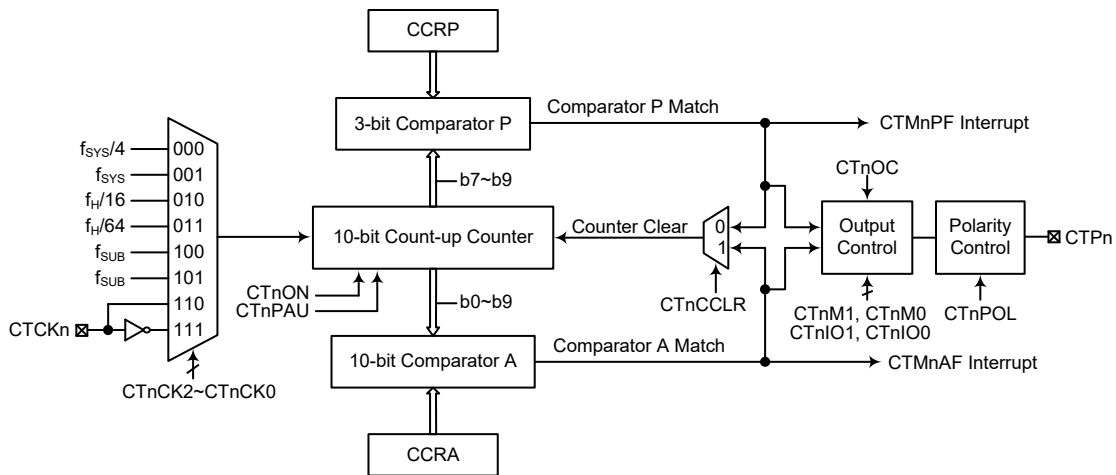 CCRP
3-bit Comparator P
Comparator P Match
CTMnPF Interrupt
b7~b9
fSYS/4
fSYS
fH/16
fH/64
fSUB
fSUB
CTCKn
000
001
010
011
100
101
110
111
CTnCK2~CTnCK0
10-bit Count-up Counter
CTnON
CTnPAU
Counter Clear
0
1
CTnCCLR
CTnOC
Output
Control
CTnM1, CTnM0
CTnIO1, CTnIO0
Polarity
Control
CTnPOL
CTPn
b0~b9
10-bit Comparator A
Comparator A Match
CTMnAF Interrupt
CCRA